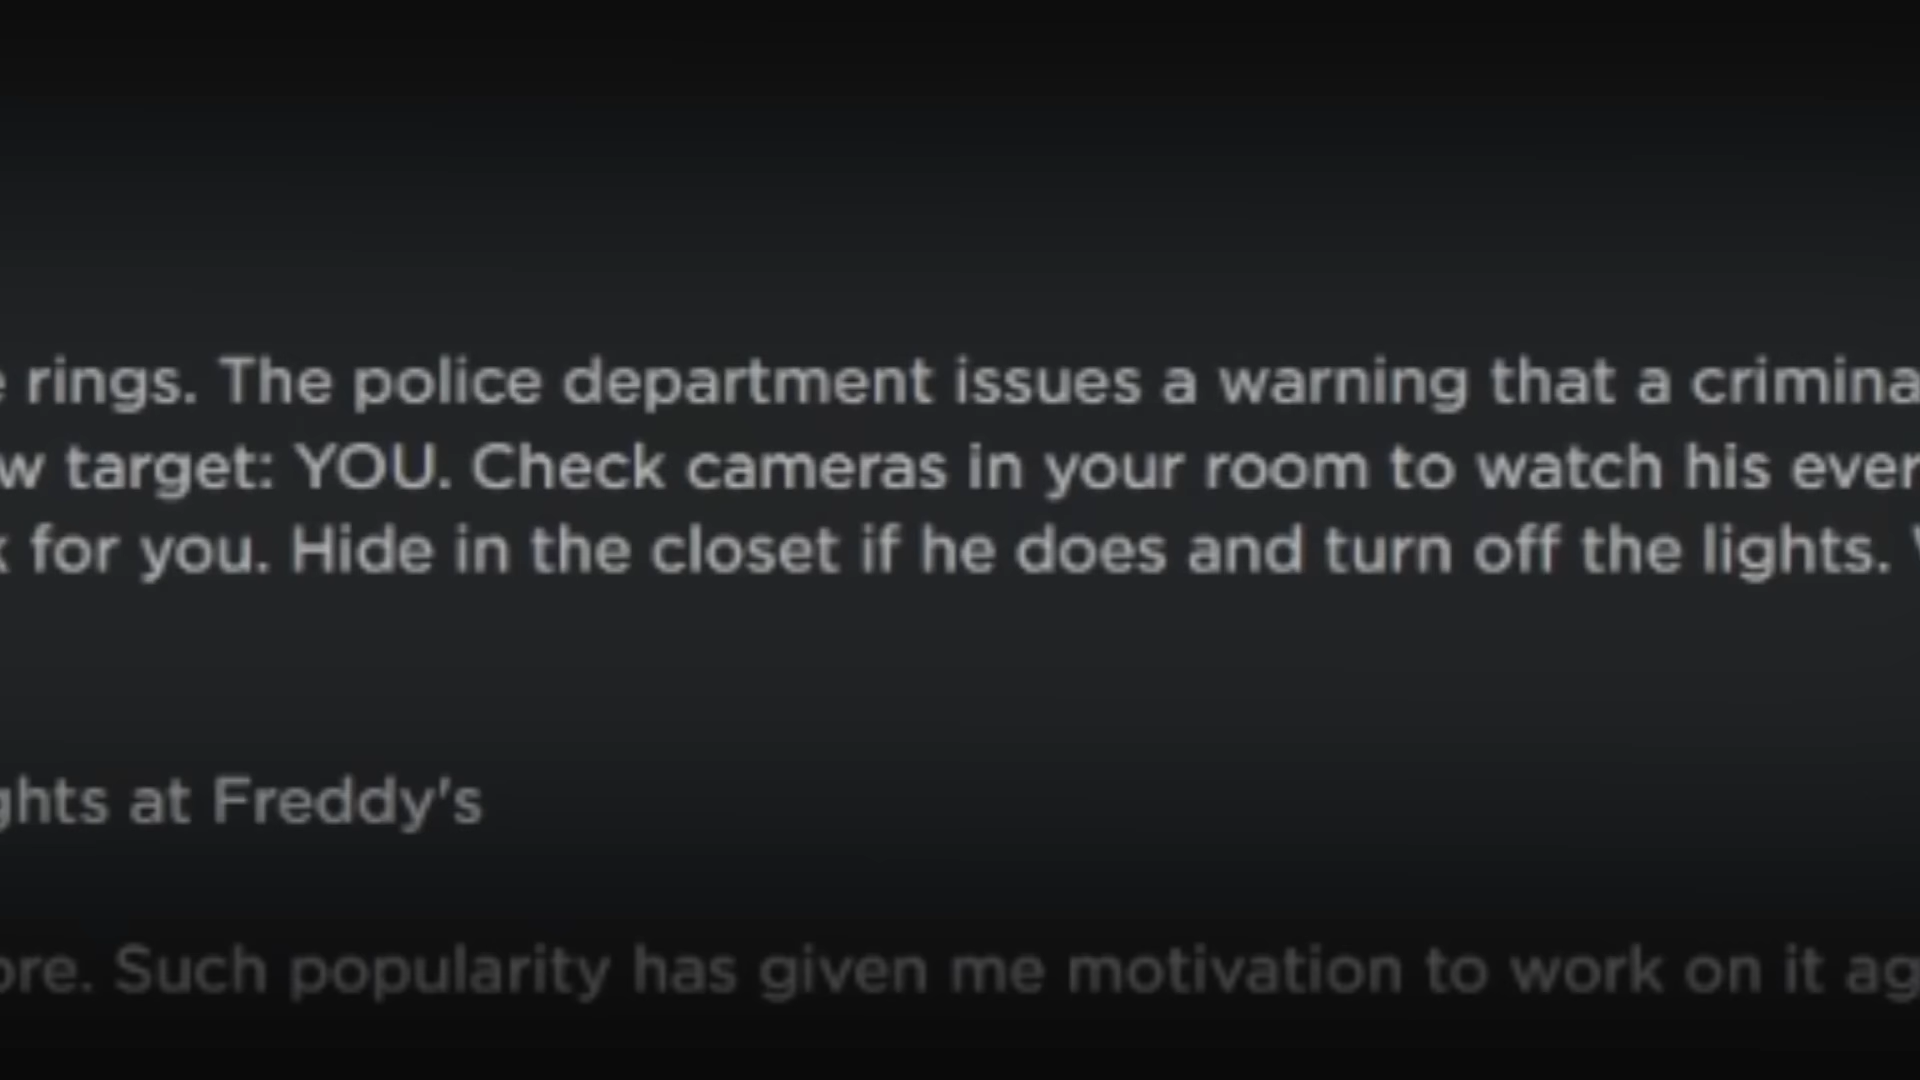 rings. The police department issues a warning that a crimina
w target: YOU. Check cameras in your room to watch his ever
for you. Hide in the closet if he does and turn off the lights.
ghts at Freddy's
ore. Such popularity has given me motivation to work on it ag